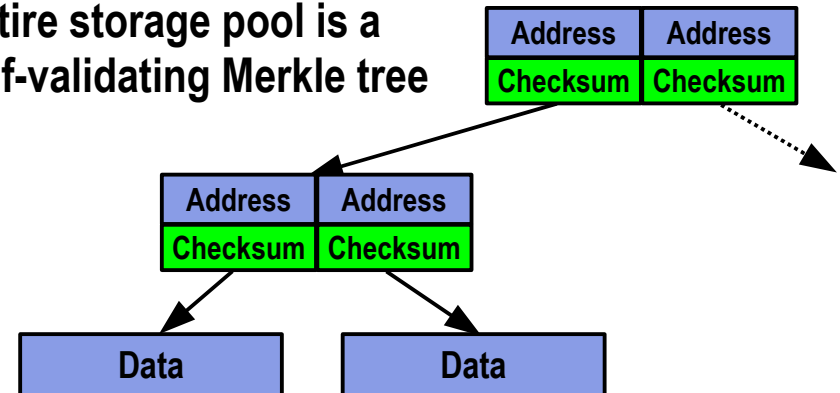 tire storage pool is a
f-validating Merkle tree
Address Address
Checksum Checksum
Address Address
Checksum Checksum
Data Data